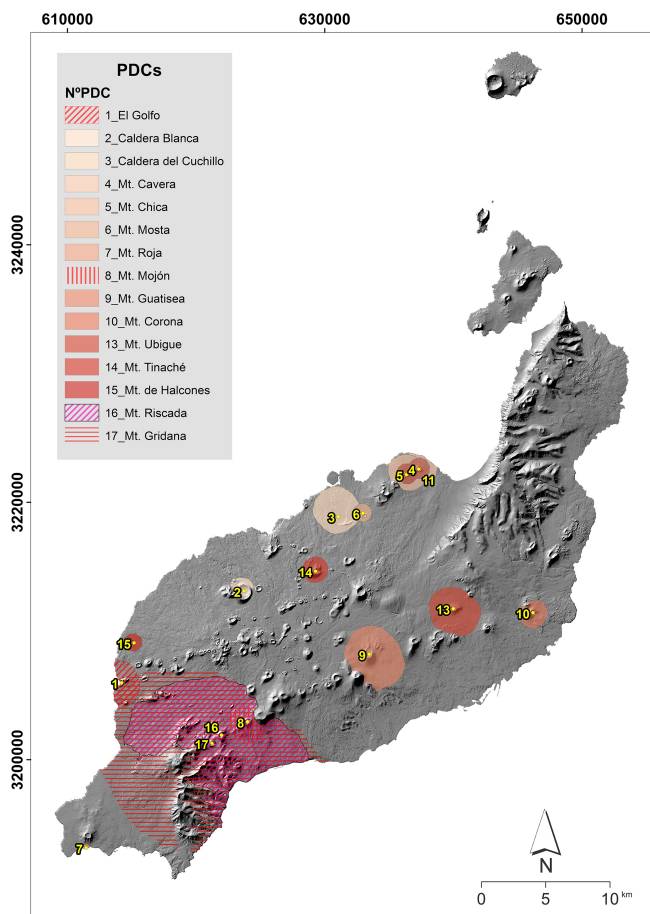 610000
630000
650000
PDCs
NºPDC
1_El Golfo
2_Caldera Blanca
3_Caldera del Cuchillo
4_Mt. Cavera
5_Mt. Chica
6_Mt. Mosta
7_Mt. Roja
8_Mt. Mojón
9_Mt. Guatisea
10_Mt. Corona
13_Mt. Ubigue
14_Mt. Tinaché
15_Mt. de Halcones
16_Mt. Riscada
17_Mt. Gridana
3240000
3220000
3200000
4
5
11
3
6
14
2
13
10
15
9
1
16
8
17
7
N
0 5 10 km